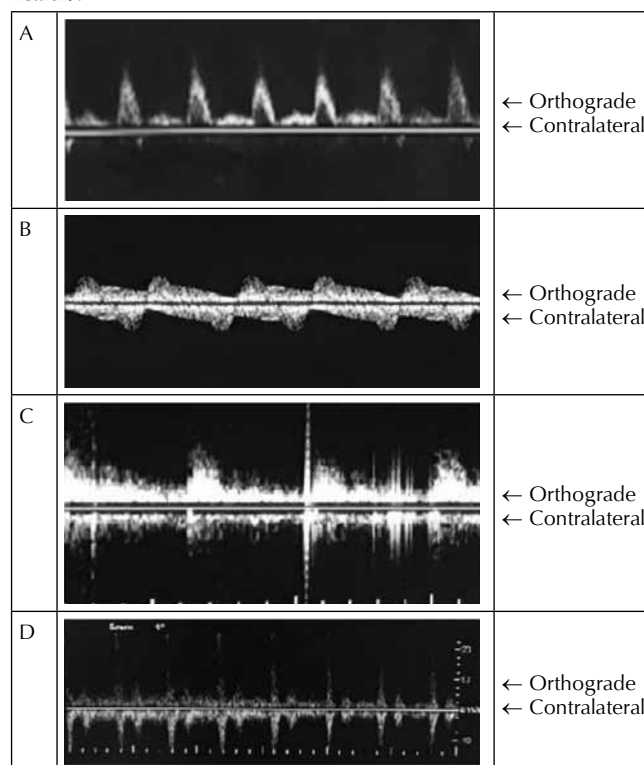 A
← Orthograde
← Contralateral
B
← Orthograde
← Contralateral
C
← Orthograde
← Contralateral
D
← Orthograde
← Contralateral